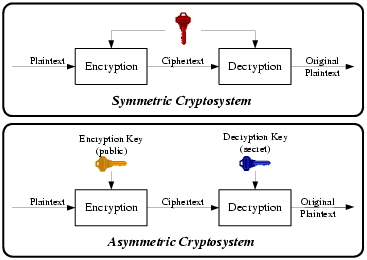 Plaintext
Encryption
Ciphertext
Decryption
Original
Plaintext
Symmetric Cryptosystem
Encryption Key
(public)
Decryption Key
(secret)
Plaintext
Encryption
Ciphertext
Decryption
Original
Plaintext
Asymmetric Cryptosystem